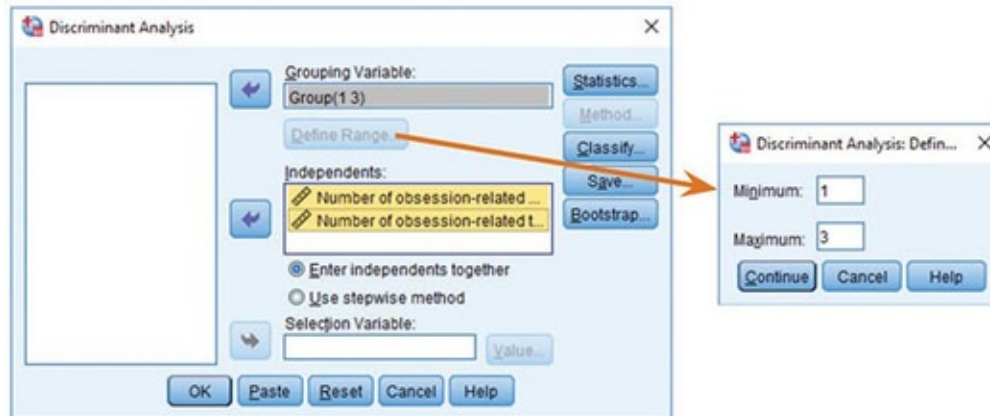 Discriminant Analysis
Grouping Variable:
Group(1 3)
Define Range...
Independents:
Number of obsession-related ...
Number of obsession-related t...
Enter independents together
Use stepwise method
Selection Variable:
Value...
Statistics...
Method...
Classify...
Save...
Bootstrap...
OK Paste Reset Cancel Help
Discriminant Analysis: Defin...
Minimum: 1
Maximum: 3
Continue Cancel Help